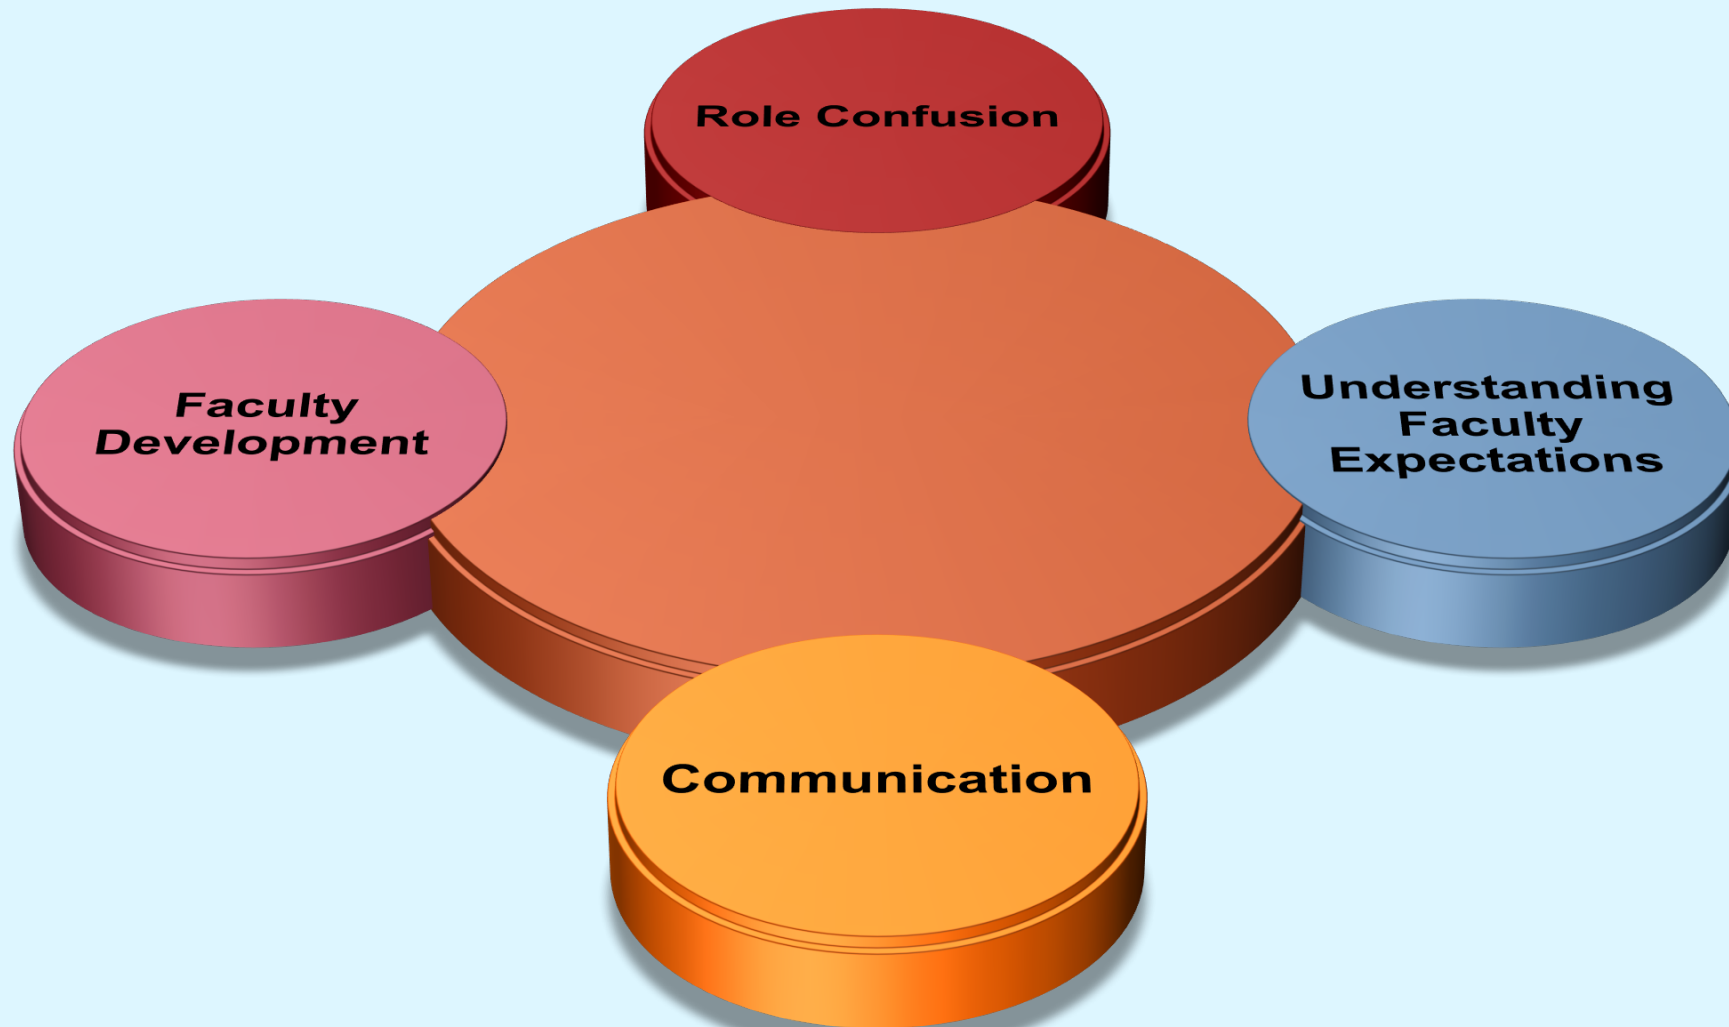 Role Confusion
Faculty
Development
Understanding
Faculty
Expectations
Communication